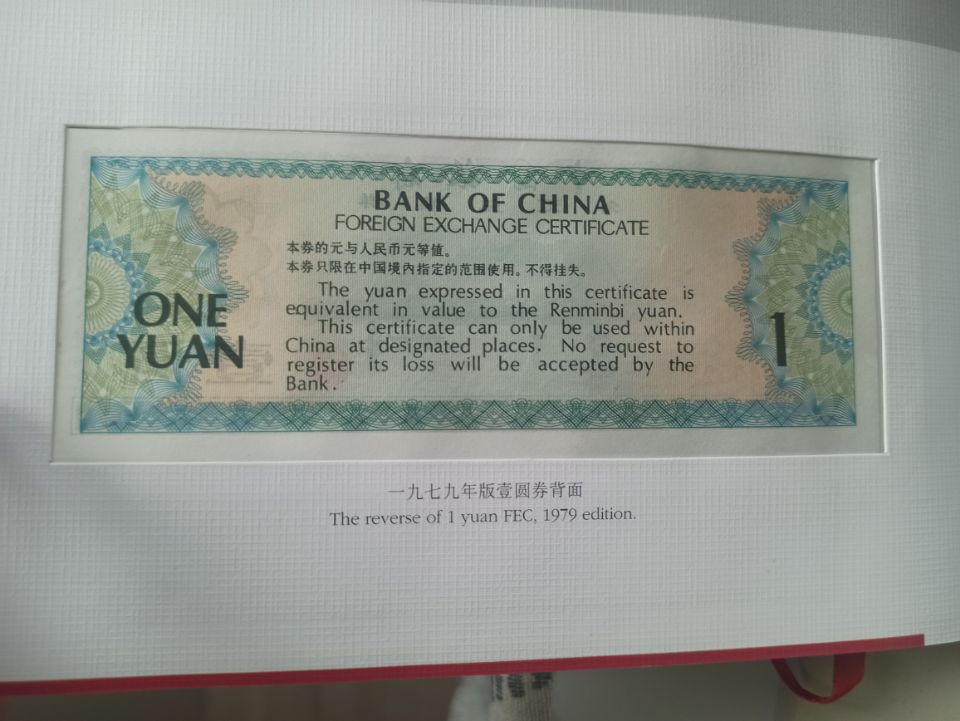 BANK OF CHINA
FOREIGN EXCHANGE CERTIFICATE
本券的元与人民币元等值。
本券只限在中国境内指定的范围使用。不得挂失。
The yuan expressed in this certificate is
equivalent in value to the Renminbi yuan.
This certificate can only be used within
China at designated places. No request to
register its loss will be accepted by the
Bank.
ONE
YUAN
1
一九七九年版壹圆券背面
The reverse of 1 yuan FEC, 1979 edition.